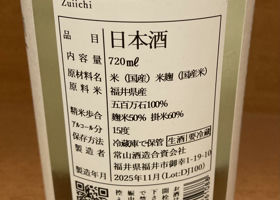 Zuiichi
品目 日本酒
内容量 720ml
原材料名 米(国産) 米麹(国産米)
原料米 福井県産
五百万石100%
精米歩合 麹米50% 掛米60%
アルコール分 15度
保存方法 冷蔵庫で保管 生酒 要冷蔵
製造者 常山酒造合資会社
福井県福井市御幸1-19-10
製造年月 2025年11月(Lot:DJ100)